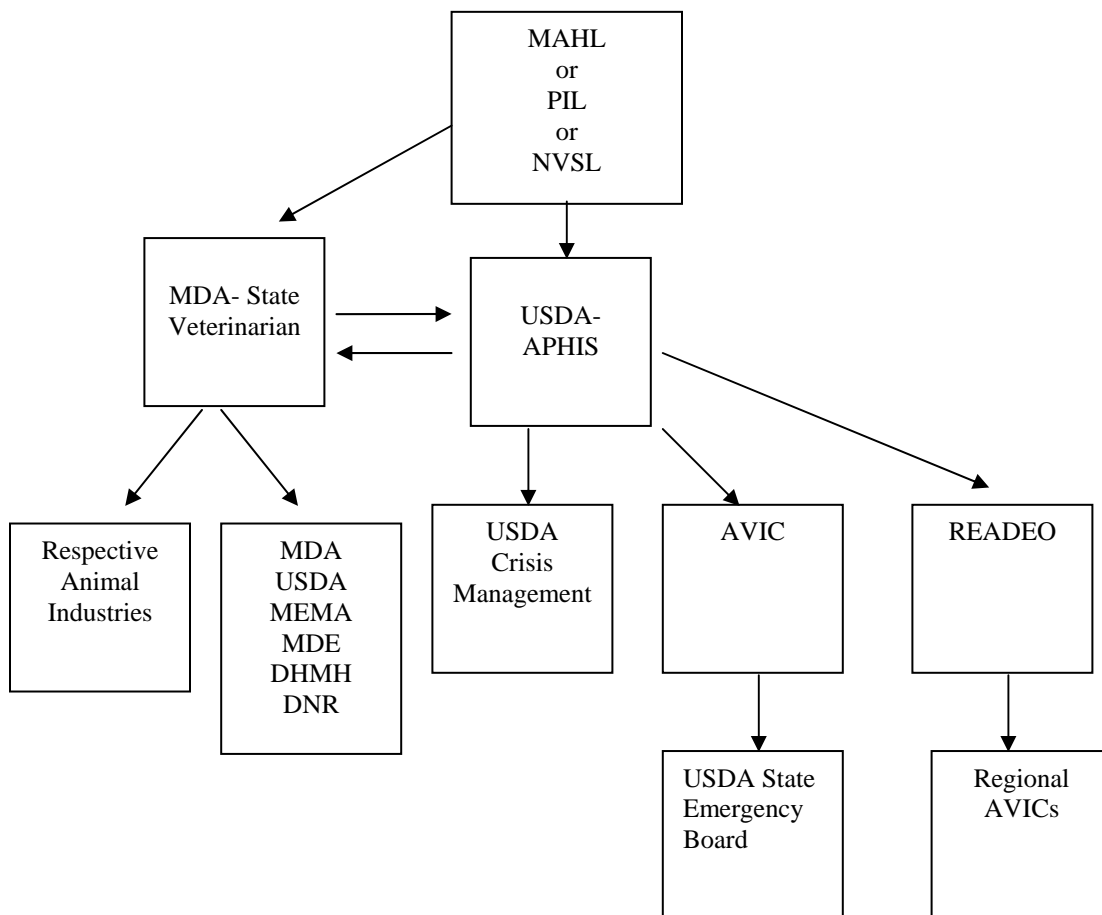 MAHL
or
PIL
or
NVSL
MDA- State
Veterinarian
USDA-
APHIS
Respective
Animal
Industries
MDA
USDA
MEMA
MDE
DHMH
DNR
USDA
Crisis
Management
AVIC
READEO
USDA State
Emergency
Board
Regional
AVICs